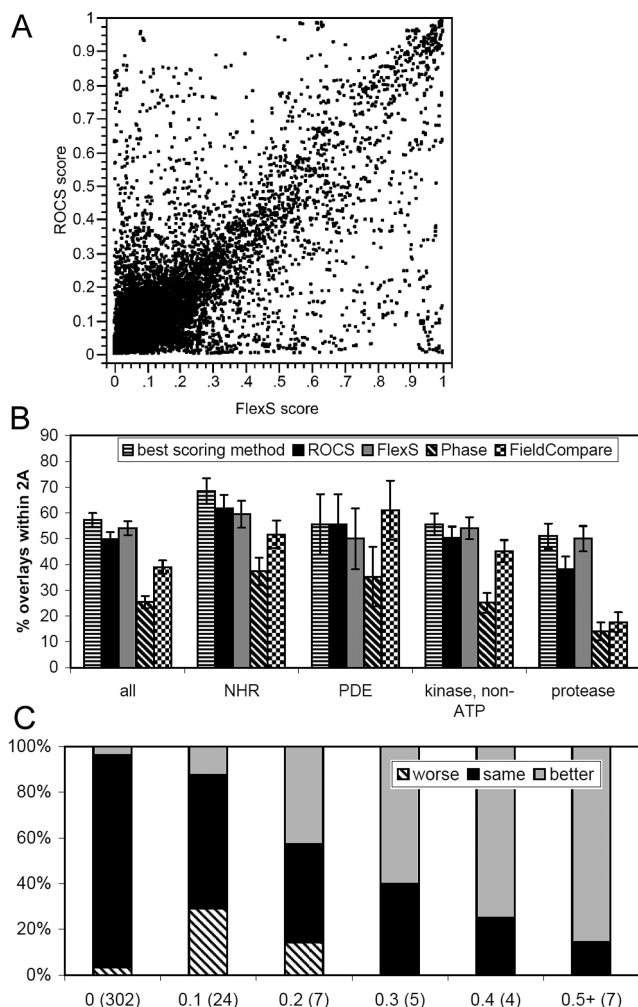 A
ROCS score
1
0.9
0.8
0.7
0.6
0.5
0.4
0.3
0.2
0.1
0
0 .1 .2 .3 .4 .5 .6 .7 .8 .9 1
FlexS score
B
% overlays within 2A
90
80
70
60
50
40
30
20
10
0
best scoring method ROCS FlexS Phase FieldCompare
all NHR PDE kinase, non-ATP protease
C
100%
80%
60%
40%
20%
0%
worse same better
0 (302) 0.1 (24) 0.2 (7) 0.3 (5) 0.4 (4) 0.5+ (7)